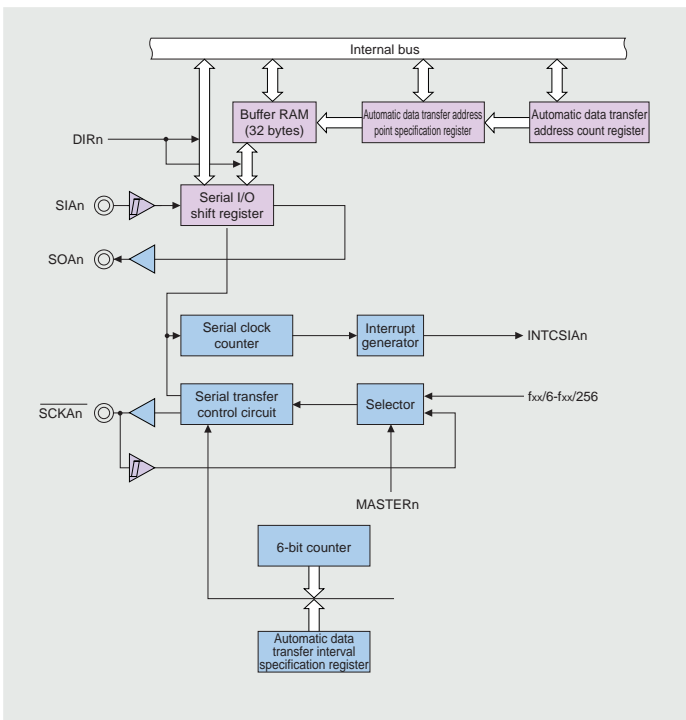 Internal bus
Buffer RAM
(32 bytes)
Automatic data transfer address
point specification register
Automatic data transfer
address count register
DIRn
SIAn
Serial I/O
shift register
SOAn
Serial clock
counter
Interrupt
generator
INTCSIAn
SCKAn
Serial transfer
control circuit
Selector
fxx/6-fxx/256
MASTERn
6-bit counter
Automatic data
transfer interval
specification register